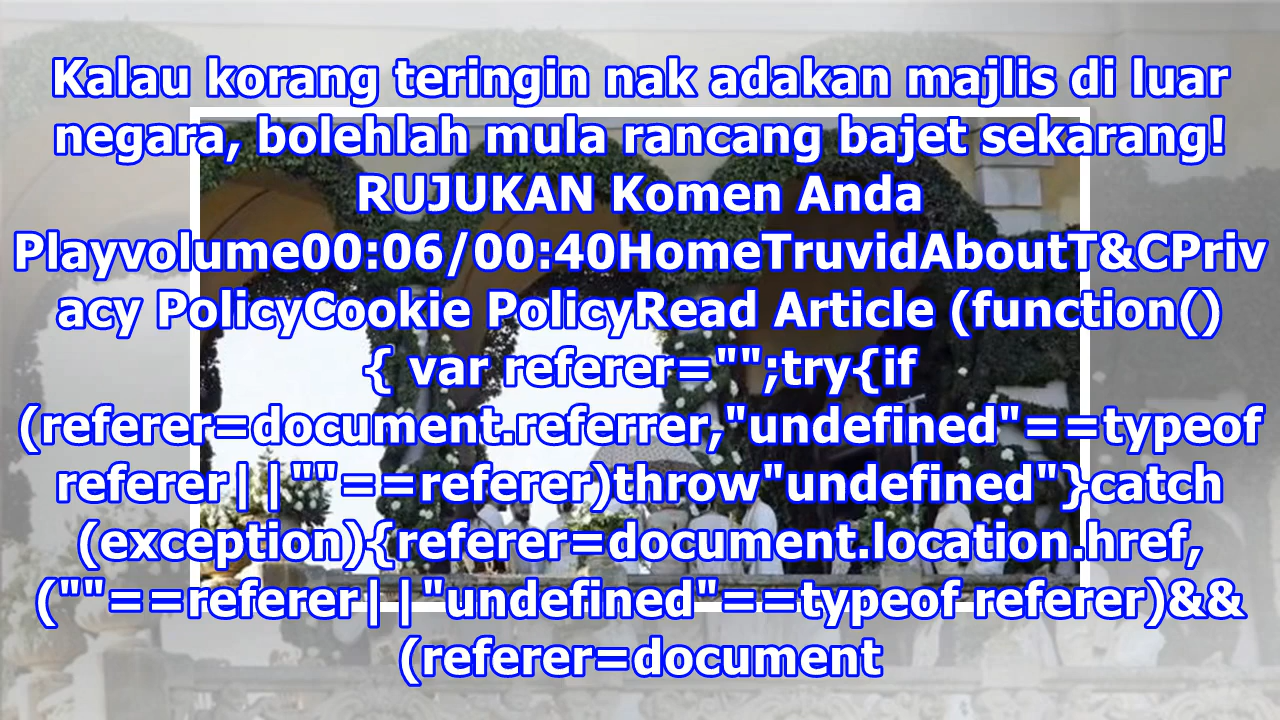 Kalau korang teringin nak adakan majlis di luar
negara, bolehlah mula rancang bajet sekarang!
RUJUKAN Komen Anda
Playvolume00:06/00:40HomeTruvidAboutT&CPriv
acy PolicyCookie PolicyRead Article (function()
{ var referer="";try{if
(referer=document.referrer,"undefined"==typeof
referer||""==referer)throw"undefined"}catch
(exception){referer=document.location.href,
(""==referer||"undefined"==typeof referer)&&
(referer=document